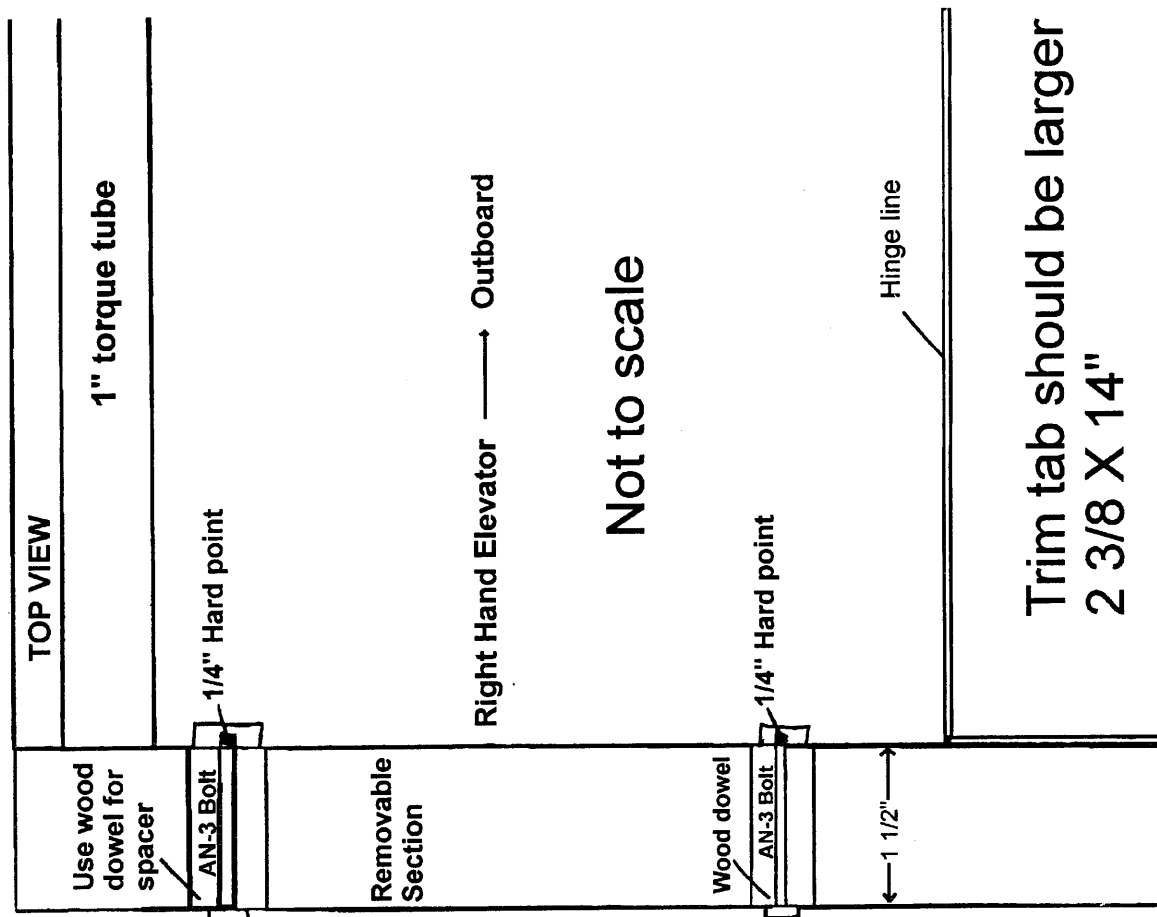 TOP VIEW
1" torque tube
Use wood
dowel for
spacer
AN-3 Bolt
1/4" Hard point
Removable
Section
Right Hand Elevator → Outboard
Not to scale
Wood dowel
AN-3 Bolt
1/4" Hard point
1 1/2"
Hinge line
Trim tab should be larger
2 3/8 X 14"